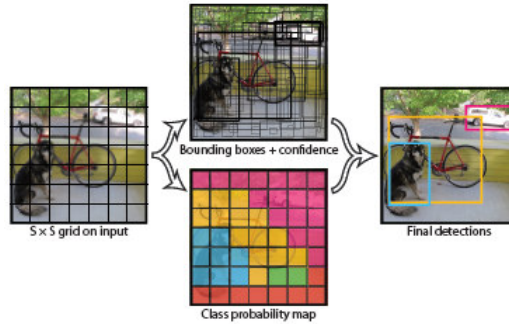 Bounding boxes + confidence
S × S grid on input
Final detections
Class probability map